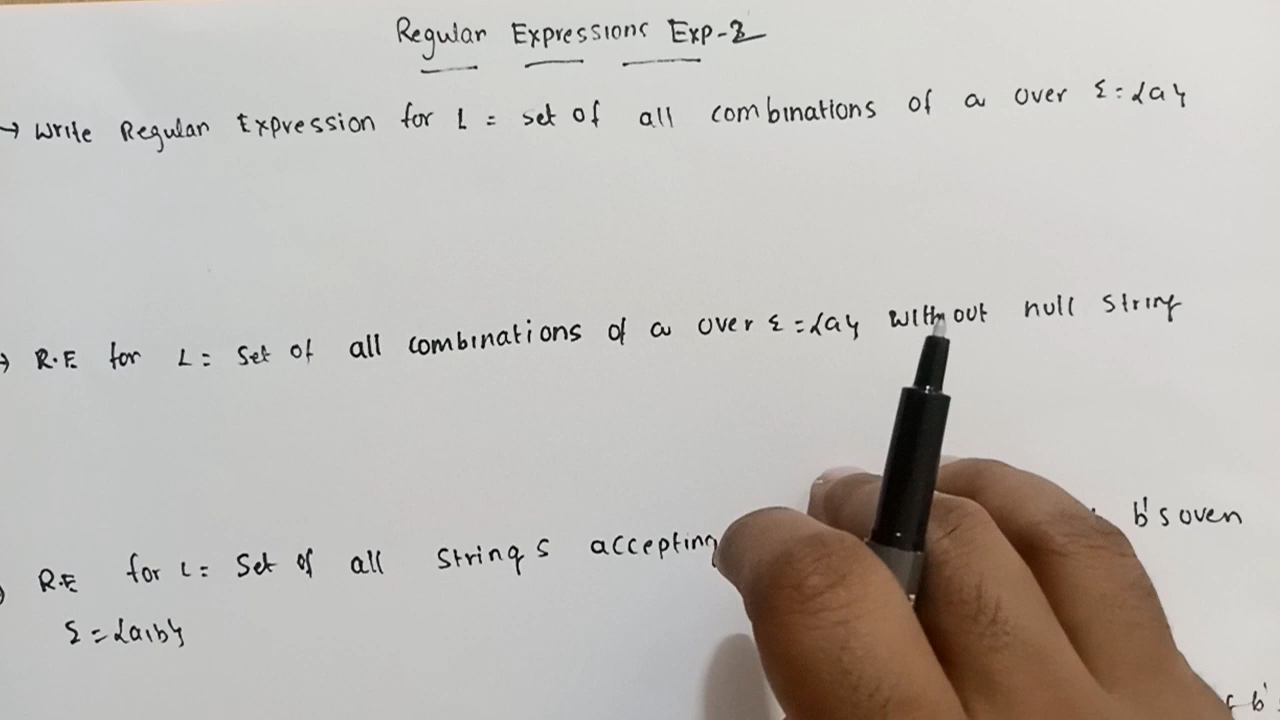 Regular Expressions Exp-2
→ Write Regular Expression for L = set of all combinations of a over Σ={a}
→ R.E for L = Set of all combinations of a over Σ={a} without null String
R.E for L = Set of all Strings accepting b's oven
Σ={a,b}
b'